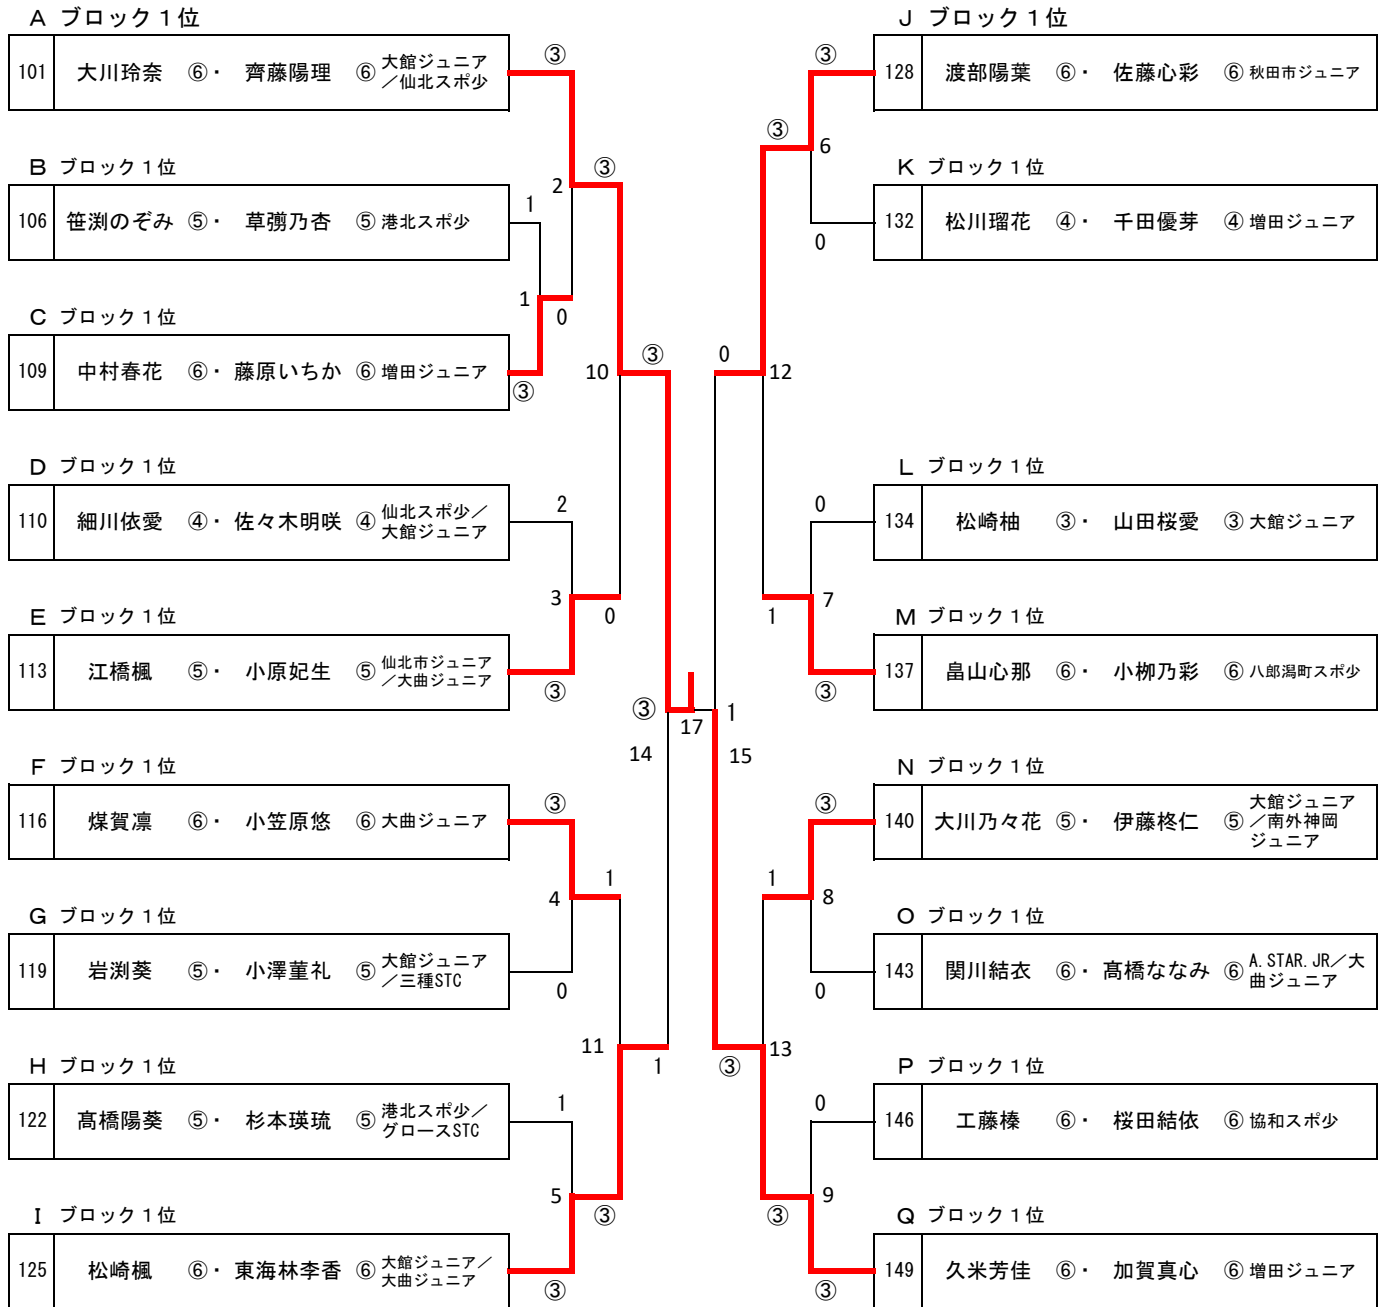 A ブロック１位
101 大川玲奈 ⑥・ 齊藤陽理 ⑥ 大館ジュニア
／仙北スポ少
③
B ブロック１位
2
③
106 笹渕のぞみ ⑤・ 草彅乃杏 ⑤ 港北スポ少
1
1
0
C ブロック１位
109 中村春花 ⑥・ 藤原いちか ⑥ 増田ジュニア
③
10
③
D ブロック１位
110 細川依愛 ④・ 佐々木明咲 ④ 仙北スポ少／
大館ジュニア
2
3
0
E ブロック１位
113 江橋楓 ⑤・ 小原妃生 ⑤ 仙北市ジュニア
／大曲ジュニア
③
③
17
1
14
15
F ブロック１位
116 煤賀凛 ⑥・ 小笠原悠 ⑥ 大曲ジュニア
③
4
1
G ブロック１位
119 岩渕葵 ⑤・ 小澤菫礼 ⑤ 大館ジュニア
／三種STC
0
11
1
H ブロック１位
122 髙橋陽葵 ⑤・ 杉本瑛琉 ⑤ 港北スポ少／
グロースSTC
1
5
③
I ブロック１位
125 松崎楓 ⑥・ 東海林李香 ⑥ 大館ジュニア／
大曲ジュニア
③
J ブロック１位
128 渡部陽葉 ⑥・ 佐藤心彩 ⑥ 秋田市ジュニア
③
③
6
K ブロック１位
132 松川瑠花 ④・ 千田優芽 ④ 増田ジュニア
0
0
12
L ブロック１位
134 松崎柚 ③・ 山田桜愛 ③ 大館ジュニア
0
7
1
M ブロック１位
137 畠山心那 ⑥・ 小栁乃彩 ⑥ 八郎潟町スポ少
③
N ブロック１位
140 大川乃々花 ⑤・ 伊藤柊仁 ⑤ 大館ジュニア
／南外神岡
ジュニア
③
1
8
O ブロック１位
143 関川結衣 ⑥・ 髙橋ななみ ⑥ A.STAR.JR／大
曲ジュニア
0
③
13
P ブロック１位
146 工藤榛 ⑥・ 桜田結依 ⑥ 協和スポ少
0
9
③
Q ブロック１位
149 久米芳佳 ⑥・ 加賀真心 ⑥ 増田ジュニア
③